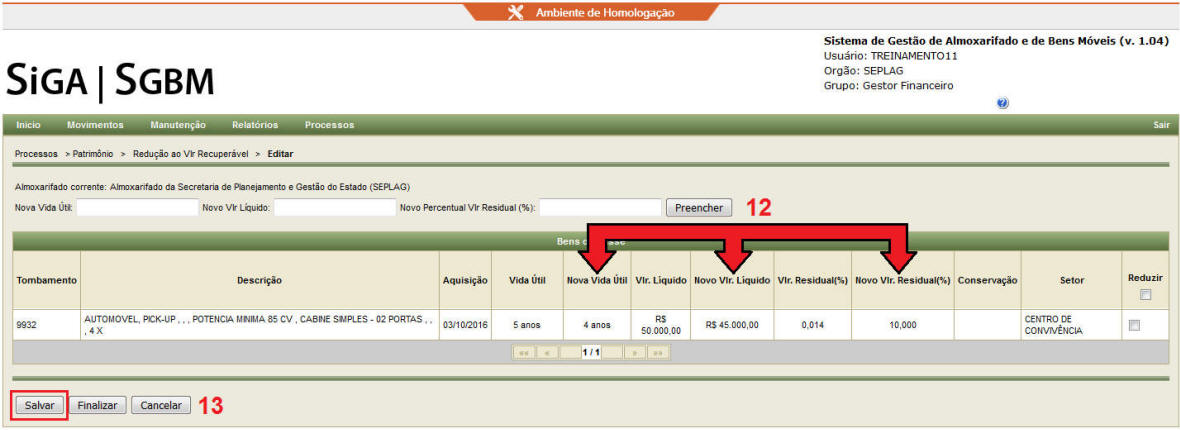 Ambiente de Homologação
Sistema de Gestão de Almoxarifado e de Bens Móveis (v. 1.04)
Usuário: TREINAMENTO11
Orgão: SEPLAG
Grupo: Gestor Financeiro
SiGA | SGBM
?
Inicio Movimentos Manutenção Relatórios Processos Sair
Processos > Patrimônio > Redução ao Vlr Recuperável > Editar
Almoxarifado corrente: Almoxarifado da Secretaria de Planejamento e Gestão do Estado (SEPLAG)
Nova Vida Útil: Novo Vlr Líquido: Novo Percentual Vlr Residual (%): Preencher 12
Bens
Tombamento Descrição Aquisição Vida Útil Nova Vida Útil Vlr. Líquido Novo Vlr. Líquido Vlr. Residual(%) Novo Vlr. Residual(%) Conservação Setor Reduzir
9932 AUTOMOVEL, PICK-UP , , , POTENCIA MINIMA 85 CV , CABINE SIMPLES - 02 PORTAS , , , 4 X 03/10/2016 5 anos 4 anos R$ 50.000,00 R$ 45.000,00 0,014 10,000 CENTRO DE CONVIVÊNCIA
«« « 1 / 1 » »»
Salvar Finalizar Cancelar 13